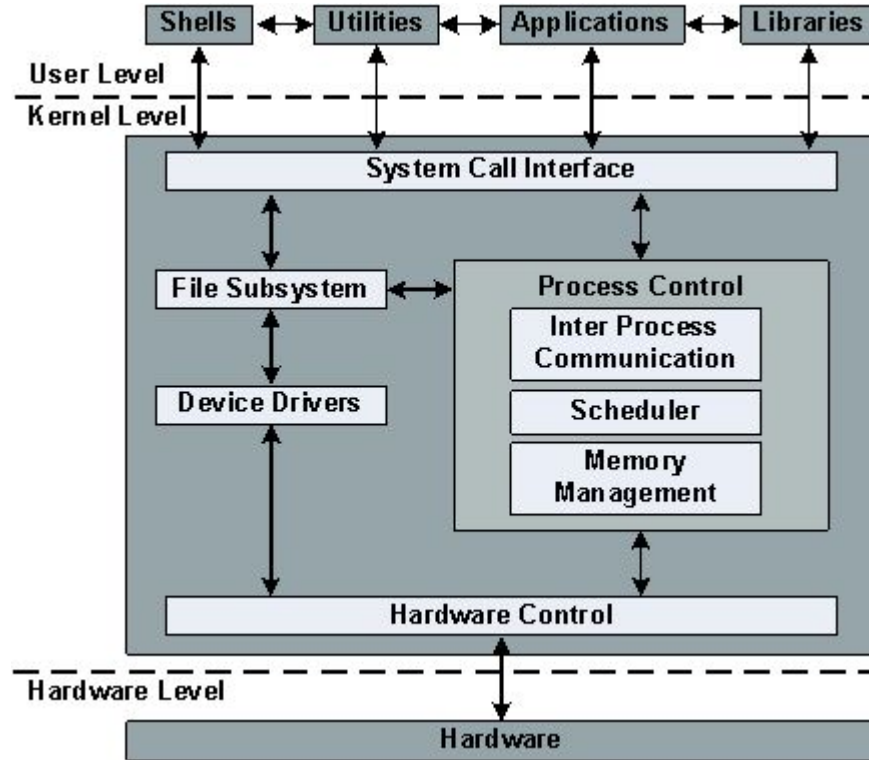 Shells
Utilities
Applications
Libraries
User Level
Kernel Level
System Call Interface
File Subsystem
Process Control
Inter Process
Communication
Device Drivers
Scheduler
Memory
Management
Hardware Control
Hardware Level
Hardware